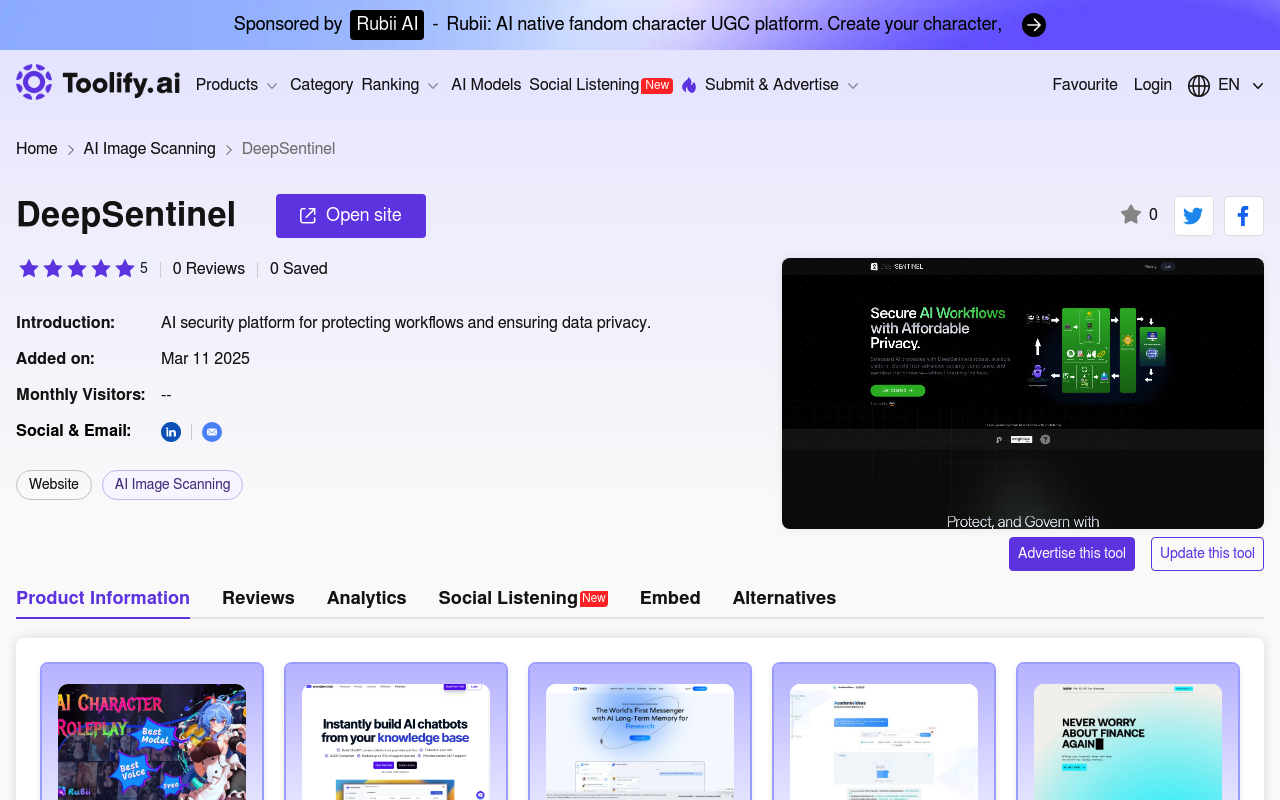 Sponsored by Rubii AI - Rubii: AI native fandom character UGC platform. Create your character,
Toolify.ai Products Category Ranking AI Models Social Listening New Submit & Advertise Favourite Login EN
Home AI Image Scanning DeepSentinel
DeepSentinel Open site 0
5 0 Reviews 0 Saved
Introduction: AI security platform for protecting workflows and ensuring data privacy.
Added on: Mar 11 2025
Monthly Visitors: --
Social & Email:
Website AI Image Scanning
DeepSENTINEL
Secure AI Workflows
with Affordable
Privacy.
Get Started
Protect, and Govern with
Advertise this tool Update this tool
Product Information Reviews Analytics Social Listening New Embed Alternatives
AI CHARACTER
ROLEPLAY
Best
Model
Best
Voice
Free
Rubii
Instantly build AI chatbots
from your knowledge base
The World's First Messenger
with AI Long-Term Memory for
Research
AcademicIdeas
NEVER WORRY
ABOUT FINANCE
AGAIN